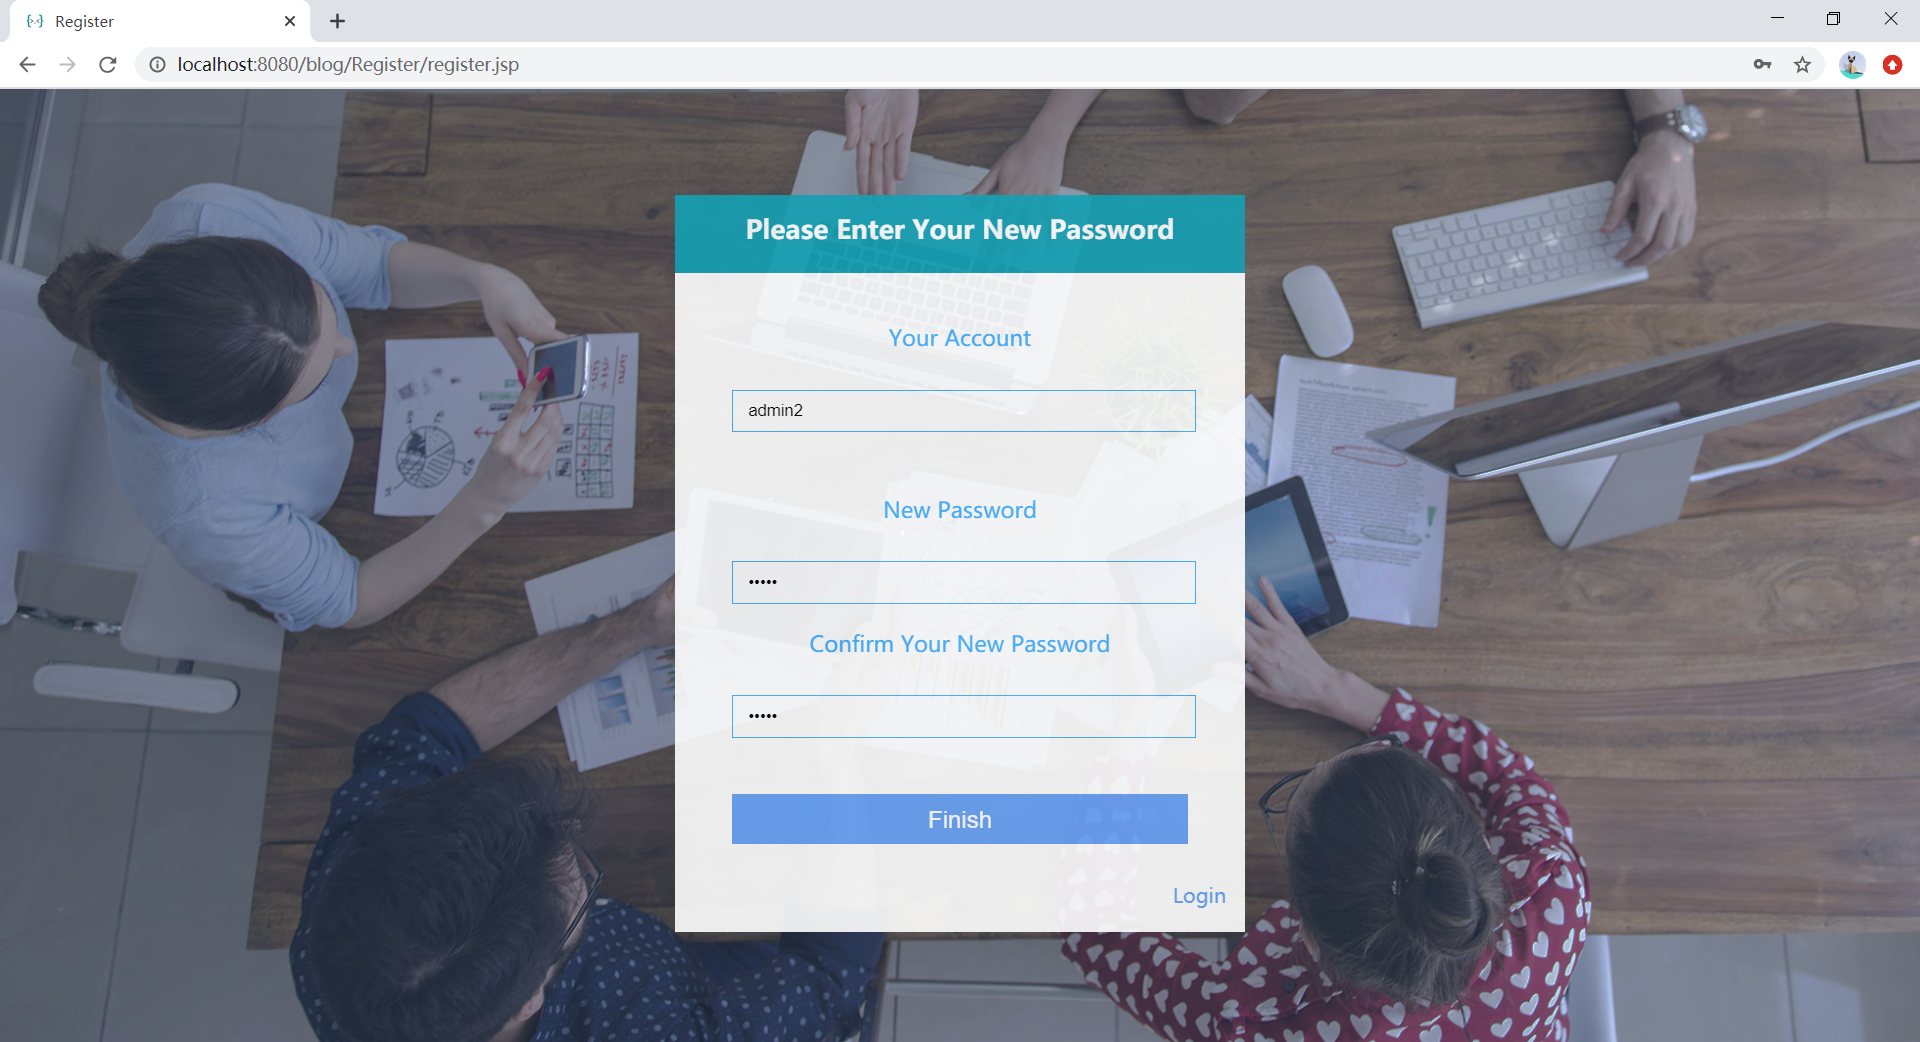 Register
localhost:8080/blog/Register/register.jsp
Please Enter Your New Password
Your Account
admin2
New Password
•••••
Confirm Your New Password
•••••
Finish
Login